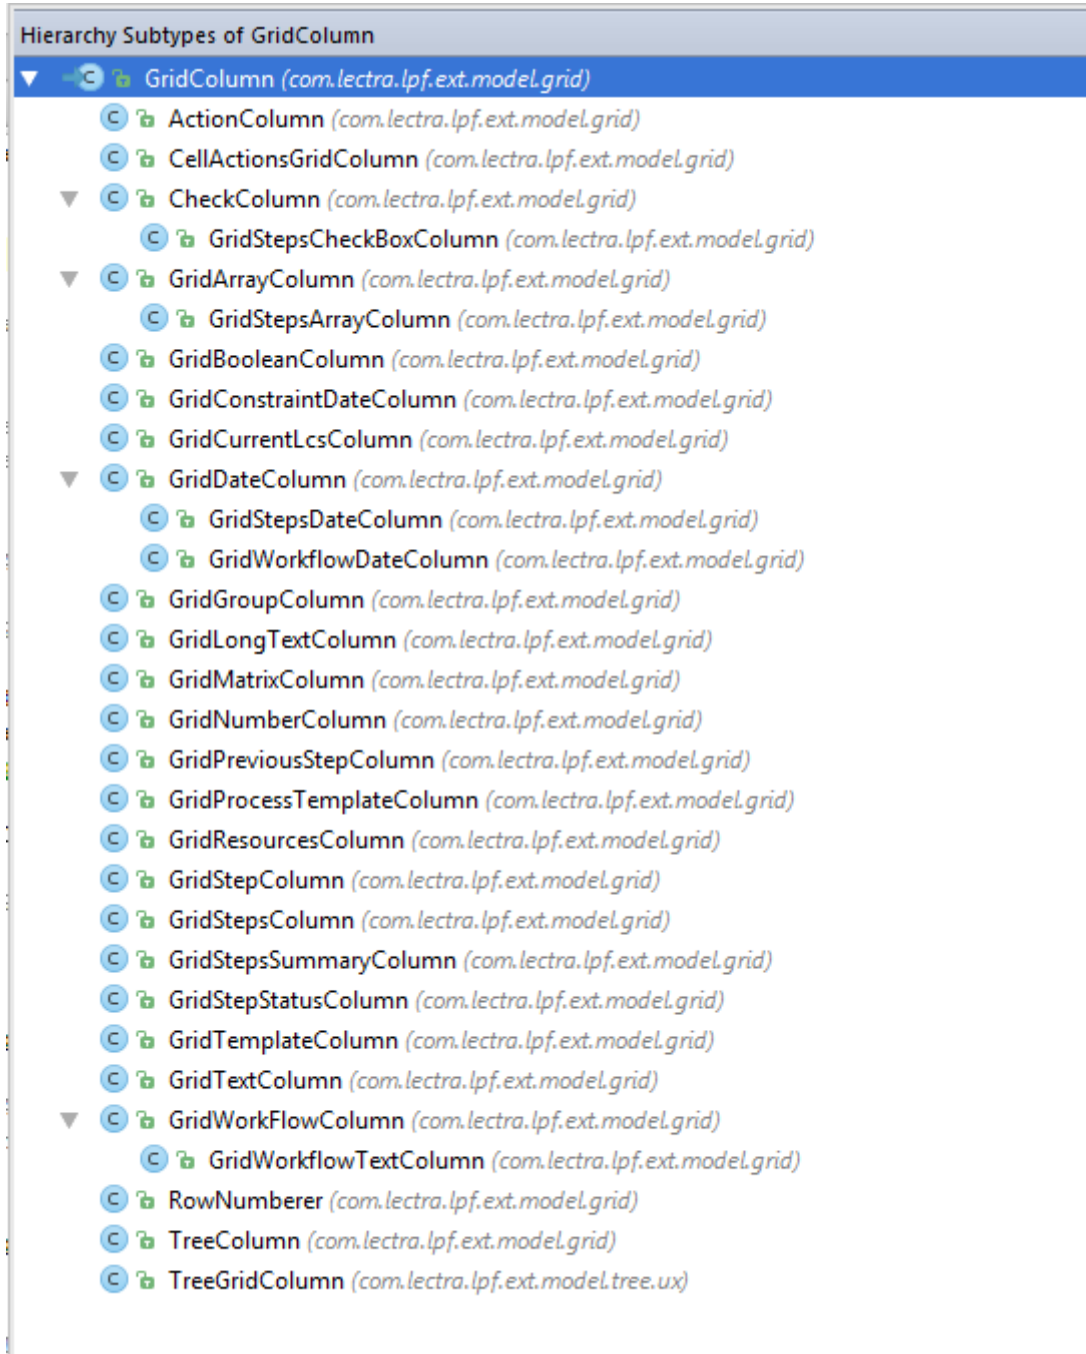 Hierarchy Subtypes of GridColumn
GridColumn (com.lectra.lpf.ext.model.grid)
ActionColumn (com.lectra.lpf.ext.model.grid)
CellActionsGridColumn (com.lectra.lpf.ext.model.grid)
CheckColumn (com.lectra.lpf.ext.model.grid)
GridStepsCheckBoxColumn (com.lectra.lpf.ext.model.grid)
GridArrayColumn (com.lectra.lpf.ext.model.grid)
GridStepsArrayColumn (com.lectra.lpf.ext.model.grid)
GridBooleanColumn (com.lectra.lpf.ext.model.grid)
GridConstraintDateColumn (com.lectra.lpf.ext.model.grid)
GridCurrentLcsColumn (com.lectra.lpf.ext.model.grid)
GridDateColumn (com.lectra.lpf.ext.model.grid)
GridStepsDateColumn (com.lectra.lpf.ext.model.grid)
GridWorkflowDateColumn (com.lectra.lpf.ext.model.grid)
GridGroupColumn (com.lectra.lpf.ext.model.grid)
GridLongTextColumn (com.lectra.lpf.ext.model.grid)
GridMatrixColumn (com.lectra.lpf.ext.model.grid)
GridNumberColumn (com.lectra.lpf.ext.model.grid)
GridPreviousStepColumn (com.lectra.lpf.ext.model.grid)
GridProcessTemplateColumn (com.lectra.lpf.ext.model.grid)
GridResourcesColumn (com.lectra.lpf.ext.model.grid)
GridStepColumn (com.lectra.lpf.ext.model.grid)
GridStepsColumn (com.lectra.lpf.ext.model.grid)
GridStepsSummaryColumn (com.lectra.lpf.ext.model.grid)
GridStepStatusColumn (com.lectra.lpf.ext.model.grid)
GridTemplateColumn (com.lectra.lpf.ext.model.grid)
GridTextColumn (com.lectra.lpf.ext.model.grid)
GridWorkFlowColumn (com.lectra.lpf.ext.model.grid)
GridWorkflowTextColumn (com.lectra.lpf.ext.model.grid)
RowNumberer (com.lectra.lpf.ext.model.grid)
TreeColumn (com.lectra.lpf.ext.model.grid)
TreeGridColumn (com.lectra.lpf.ext.model.tree.ux)